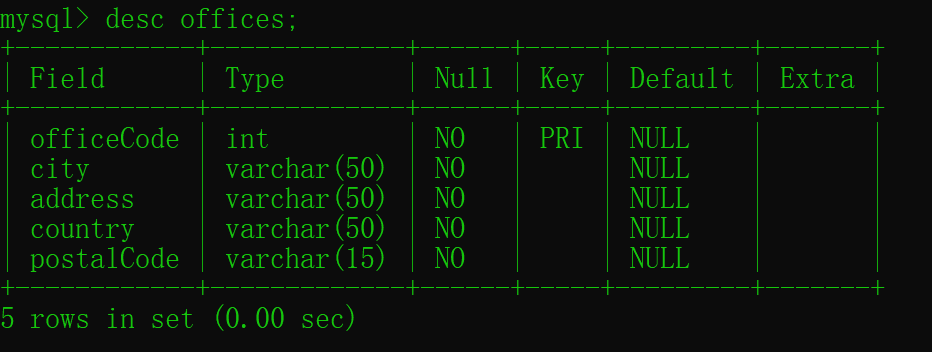 mysql> desc offices;
+------------+-------------+------+-----+---------+-------+
| Field      | Type        | Null | Key | Default | Extra |
+------------+-------------+------+-----+---------+-------+
| officeCode | int         | NO   | PRI | NULL    |       |
| city       | varchar(50) | NO   |     | NULL    |       |
| address    | varchar(50) | NO   |     | NULL    |       |
| country    | varchar(50) | NO   |     | NULL    |       |
| postalCode | varchar(15) | NO   |     | NULL    |       |
+------------+-------------+------+-----+---------+-------+
5 rows in set (0.00 sec)